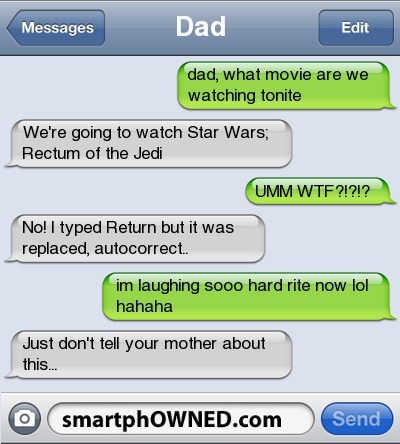 Messages
Dad
Edit
dad, what movie are we
watching tonite
We're going to watch Star Wars;
Rectum of the Jedi
UMM WTF?!?!?
No! I typed Return but it was
replaced, autocorrect..
im laughing sooo hard rite now lol
hahaha
Just don't tell your mother about
this...
smartphOWNED.com
Send